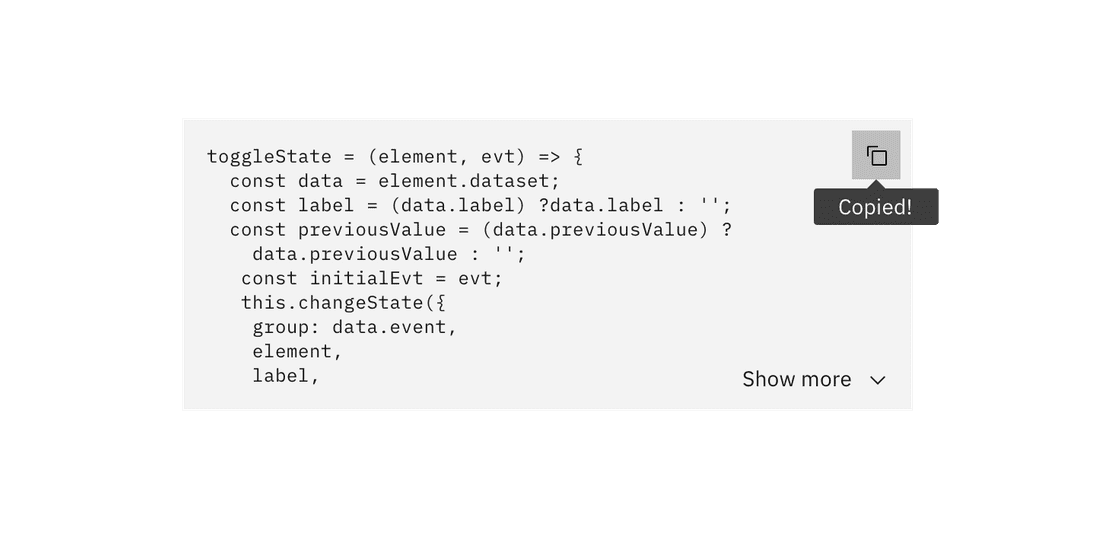 toggleState = (element, evt) => {
const data = element.dataset;
const label = (data.label) ?data.label : '';
const previousValue = (data.previousValue) ?
data.previousValue : '';
const initialEvt = evt;
this.changeState({
group: data.event,
element,
label,
Copied!
Show more